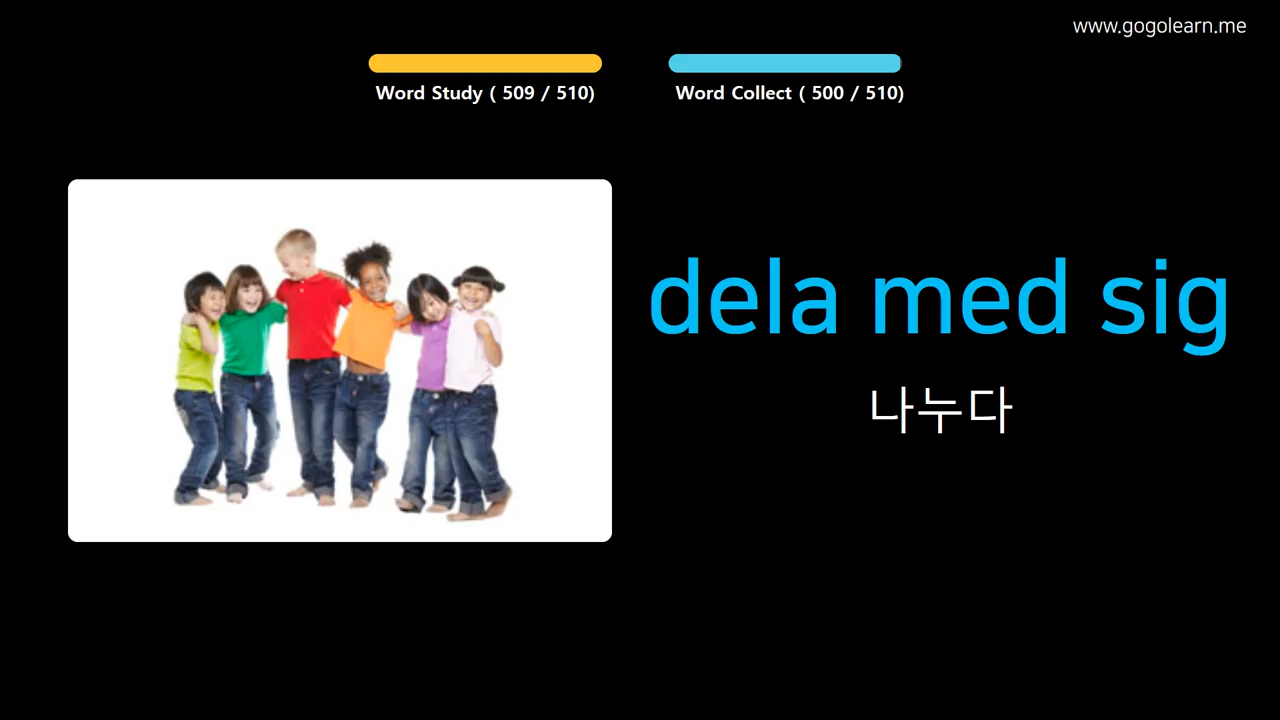 www.gogolearn.me
Word Study ( 509 / 510)
Word Collect ( 500 / 510)
dela med sig
나누다